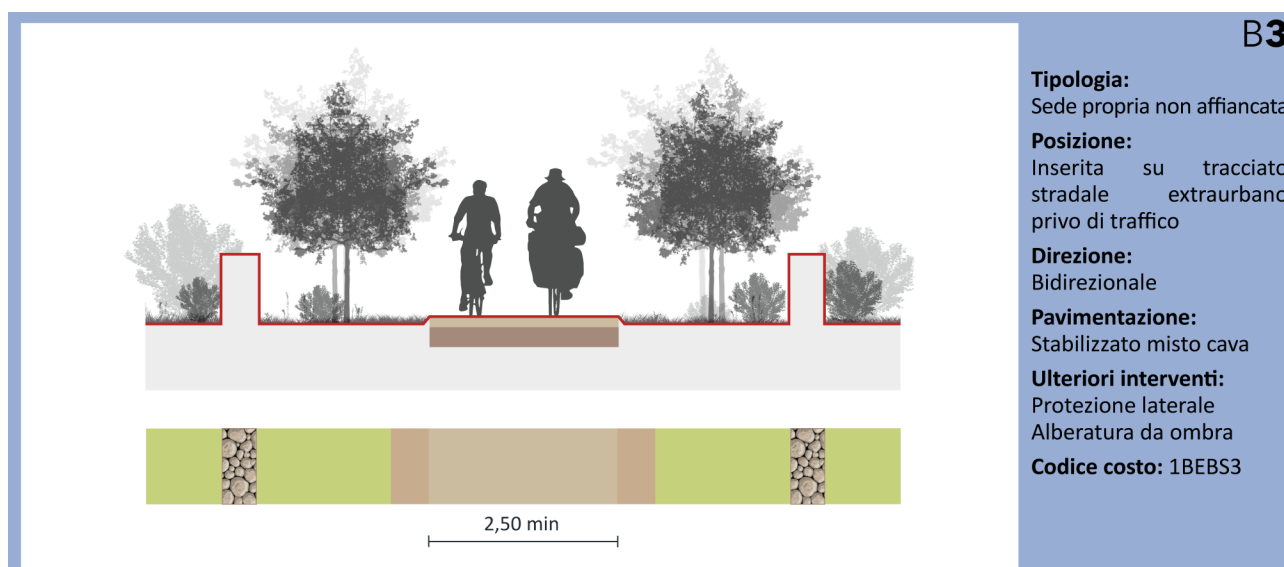 B3
Tipologia:
Sede propria non affiancata
Posizione:
Inserita su tracciato
stradale extraurbano
privo di traffico
Direzione:
Bidirezionale
Pavimentazione:
Stabilizzato misto cava
Ulteriori interventi:
Protezione laterale
Alberatura da ombra
Codice costo: 1BEBS3
2,50 min